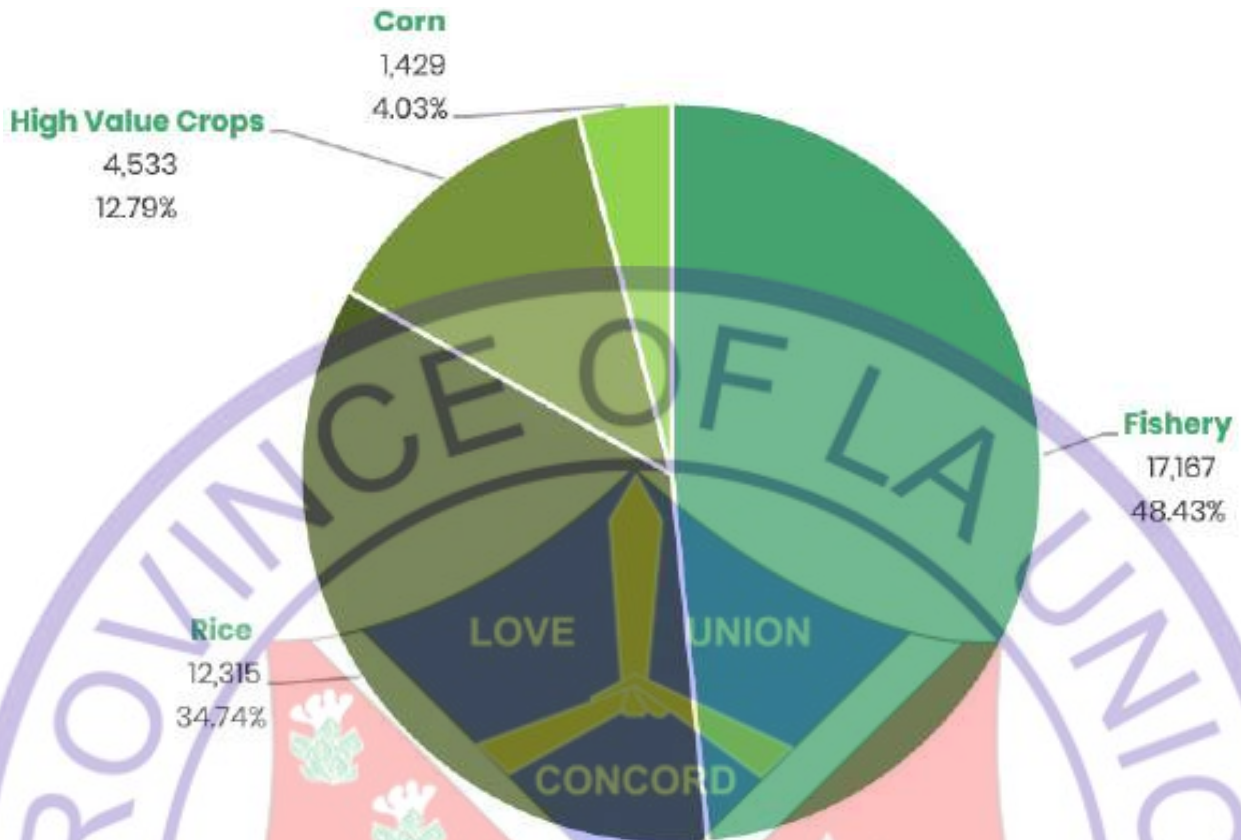 Corn
1,429
4.03%
High Value Crops
4,533
12.79%
Fishery
17,167
48.43%
Rice
12,315
34.74%
PROVINCE OF LA UNION
LOVE
UNION
CONCORD